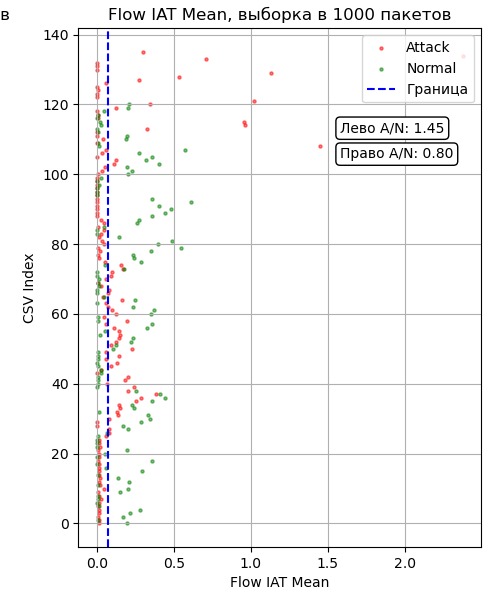 в
Flow IAT Mean, выборка в 1000 пакетов
140
120
100
80
60
40
20
0
CSV Index
Attack
Normal
Граница
Лево A/N: 1.45
Право A/N: 0.80
0.0 0.5 1.0 1.5 2.0
Flow IAT Mean